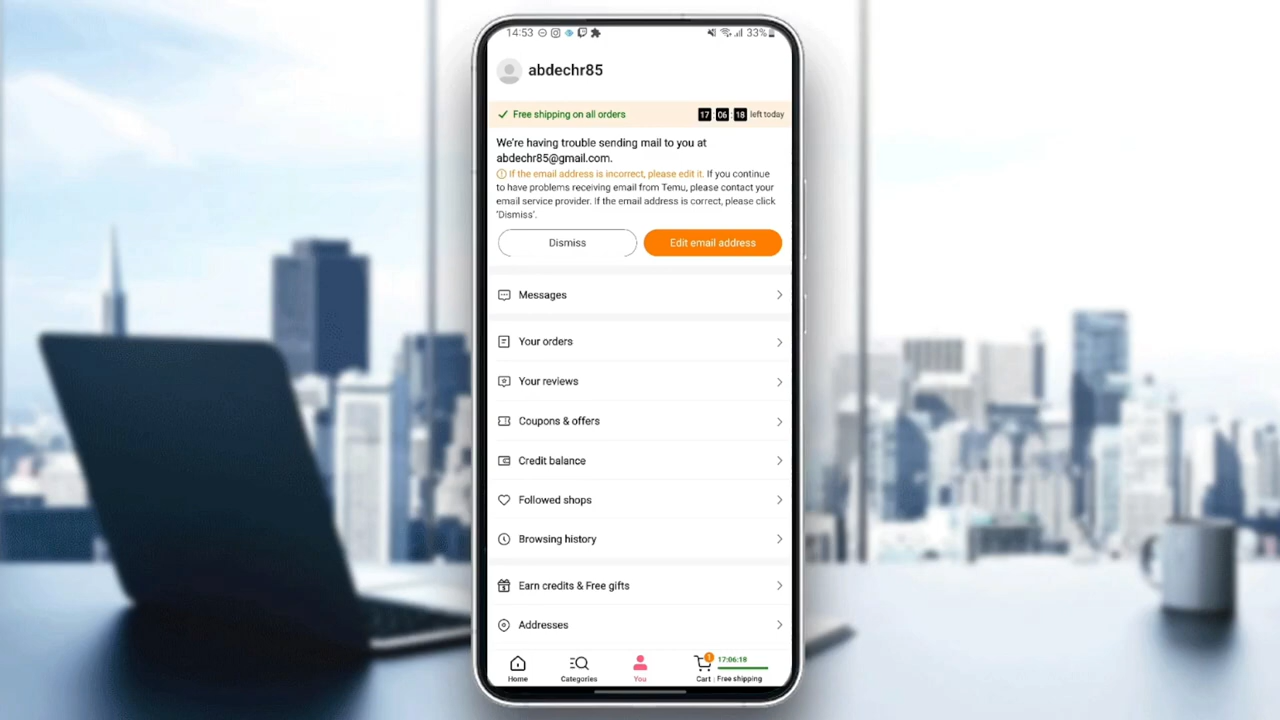 14:53
33%
abdechr85
Free shipping on all orders
17 06 18 left today
We're having trouble sending mail to you at
abdechr85@gmail.com.
If the email address is incorrect, please edit it. If you continue
to have problems receiving email from Temu, please contact your
email service provider. If the email address is correct, please click
'Dismiss'.
Dismiss
Edit email address
Messages
Your orders
Your reviews
Coupons & offers
Credit balance
Followed shops
Browsing history
Earn credits & Free gifts
Addresses
1
17:06:18
Home
Categories
You
Cart
Free shipping